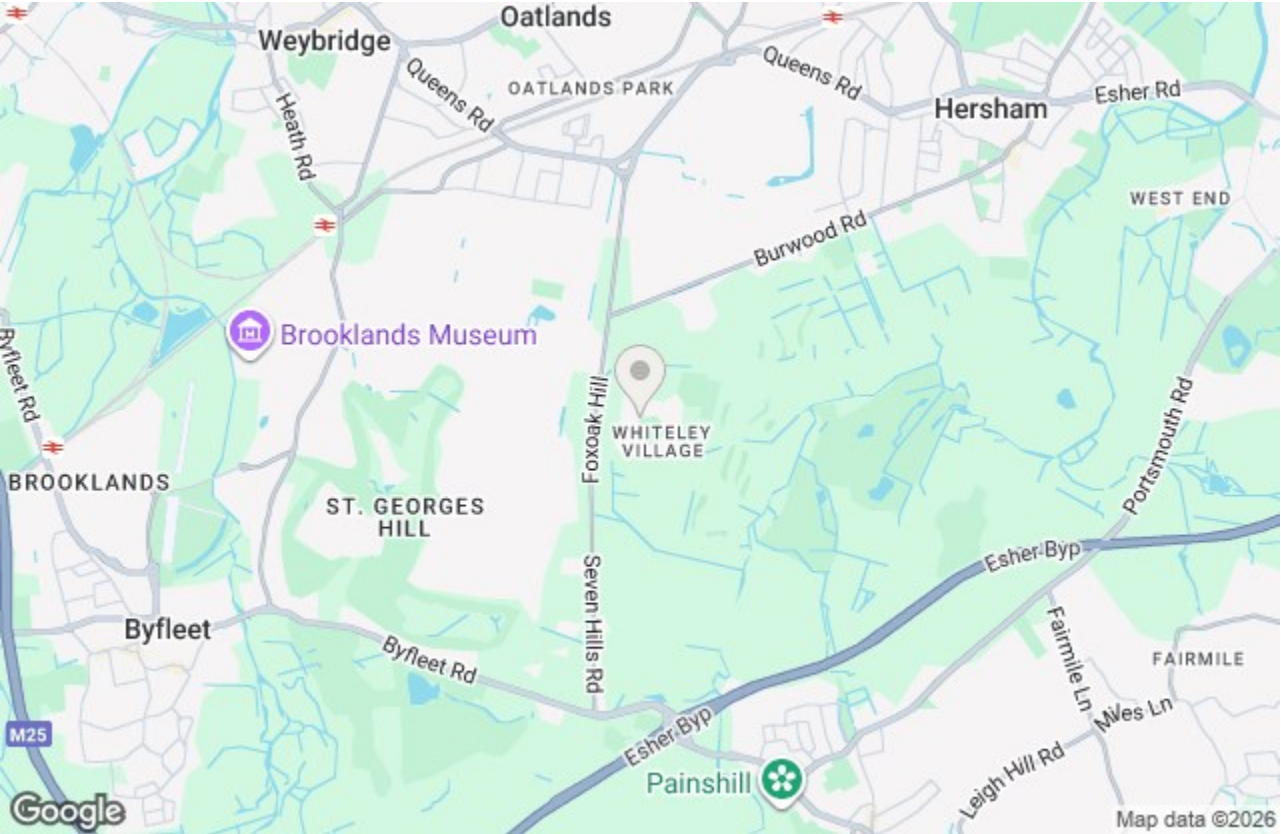 Oatlands
Weybridge
Queens Rd
OATLANDS PARK
Queens Rd
Esher Rd
Hersham
Heath Rd
WEST END
Burwood Rd
Brooklands Museum
Byfleet Rd
Foxoak Hill
Portsmouth Rd
WHITELEY
VILLAGE
BROOKLANDS
ST. GEORGES
HILL
Esher Byp
Seven Hills Rd
Byfleet
Byfleet Rd
Fairmile Ln
FAIRMILE
Esher Byp
M25
Painshill
Leigh Hill Rd
Google
Map data ©2026